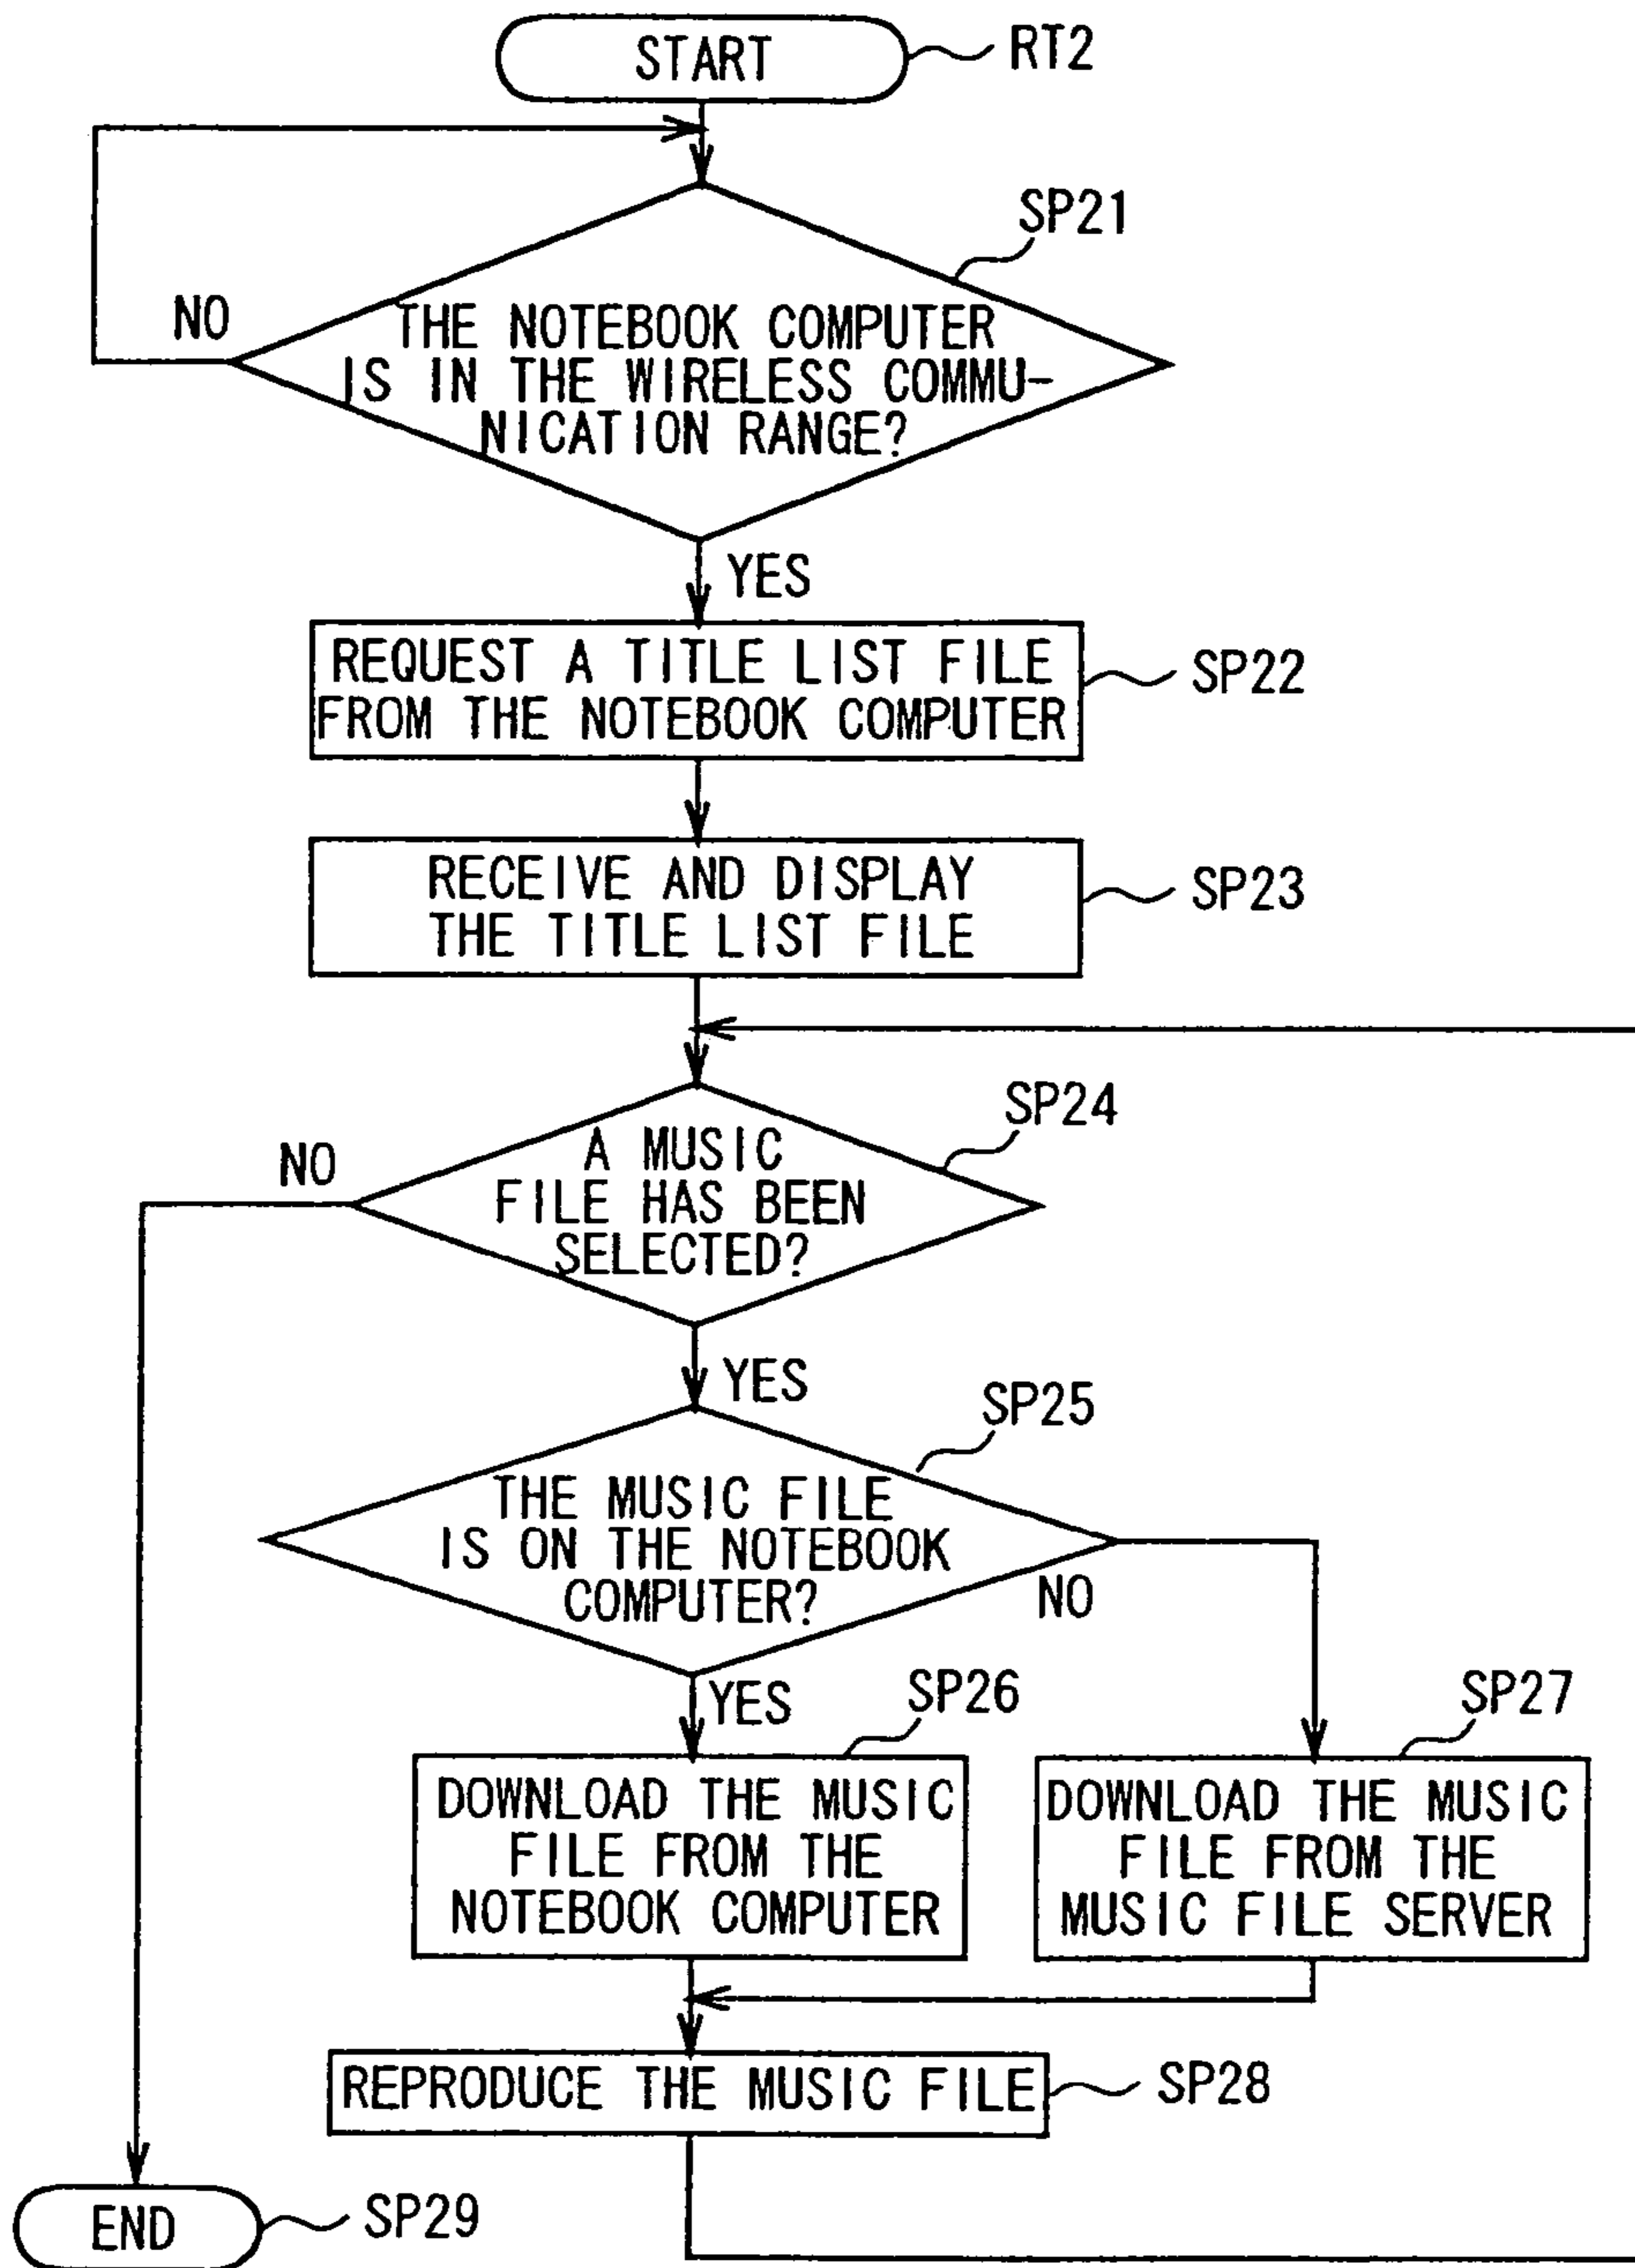 START
RT2
SP21
NO
THE NOTEBOOK COMPUTER
IS IN THE WIRELESS COMMU-
NICATION RANGE?
YES
REQUEST A TITLE LIST FILE
FROM THE NOTEBOOK COMPUTER
SP22
RECEIVE AND DISPLAY
THE TITLE LIST FILE
SP23
SP24
NO
A MUSIC
FILE HAS BEEN
SELECTED?
YES
SP25
THE MUSIC FILE
IS ON THE NOTEBOOK
COMPUTER?
NO
YES
SP26
SP27
DOWNLOAD THE MUSIC
FILE FROM THE
NOTEBOOK COMPUTER
DOWNLOAD THE MUSIC
FILE FROM THE
MUSIC FILE SERVER
REPRODUCE THE MUSIC FILE
SP28
END
SP29